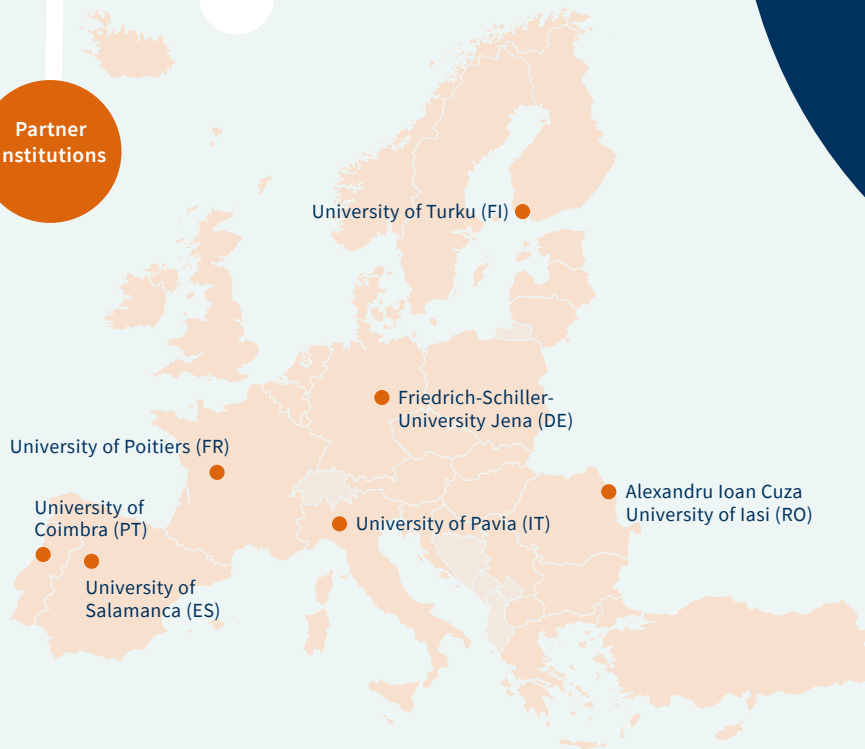 Partner
nstitutions
University of Turku (FI)
Friedrich-Schiller-
University Jena (DE)
University of Poitiers (FR)
Alexandru Ioan Cuza
University of Iasi (RO)
University of
Coimbra (PT)
University of Pavia (IT)
University of
Salamanca (ES)